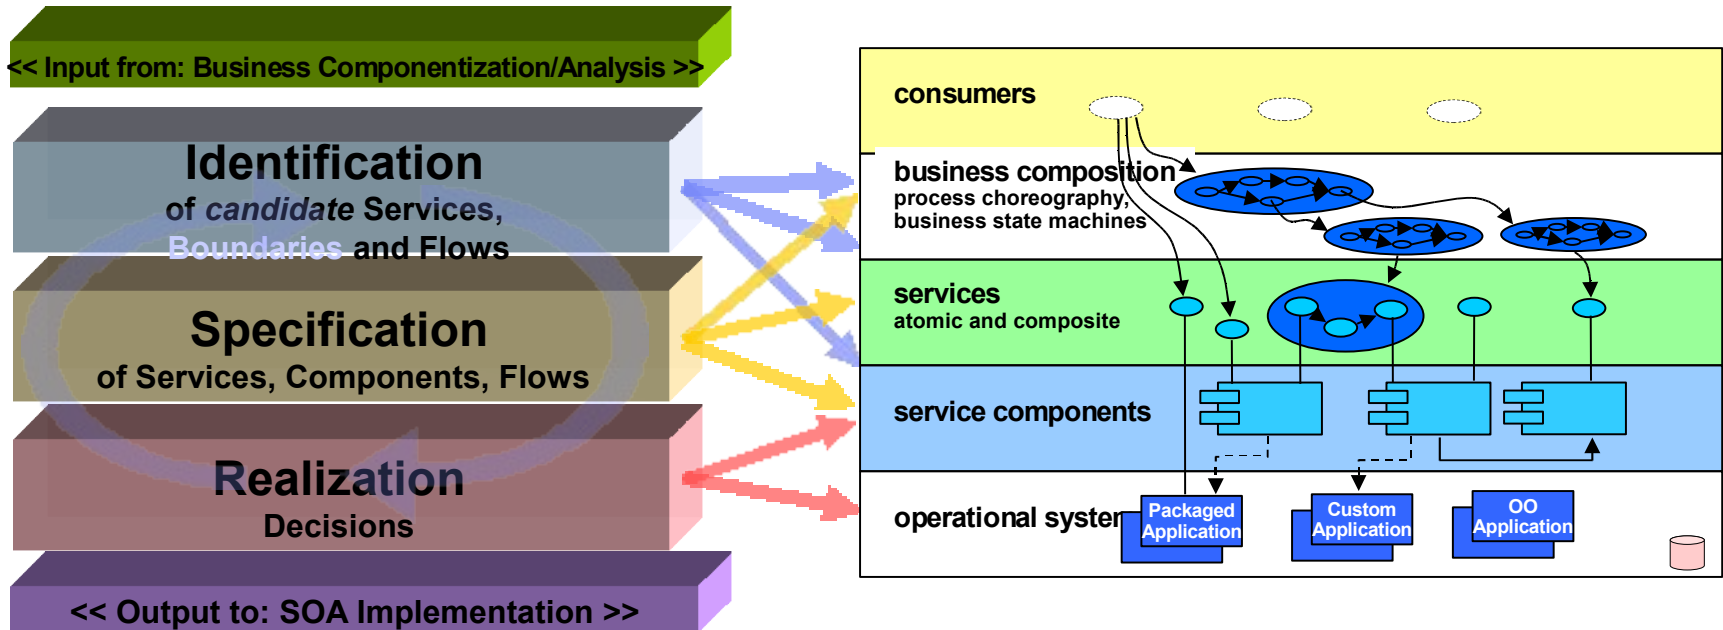 << Input from: Business Componentization/Analysis >>
Identification
of candidate Services,
Boundaries and Flows
Specification
of Services, Components, Flows
Realization
Decisions
<< Output to: SOA Implementation >>
consumers
business composition
process choreography,
business state machines
services
atomic and composite
service components
operational system
Packaged
Application
Custom
Application
OO
Application